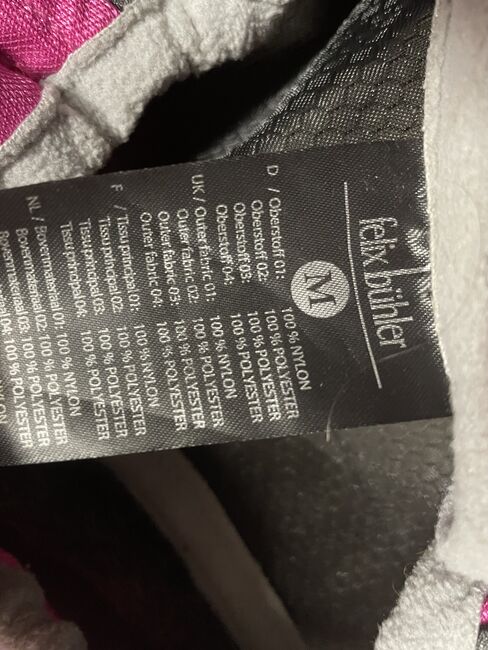 felix bühler
M
D / Oberstoff 01: 100 % NYLON
Oberstoff 02: 100 % POLYESTER
Oberstoff 03: 100 % POLYESTER
Oberstoff 04: 100 % POLYESTER
UK / Outer fabric 01: 100 % NYLON
Outer fabric 02: 100 % POLYESTER
Outer fabric 03: 100 % POLYESTER
Outer fabric 04: 100 % POLYESTER
F / Tissu principal 01: 100 % NYLON
Tissu principal 02: 100 % POLYESTER
Tissu principal 03: 100 % POLYESTER
Tissu principal 04: 100 % POLYESTER
NL / Bovenmateriaal 01: 100 % NYLON
Bovenmateriaal 02: 100 % POLYESTER
Bovenmateriaal 03: 100 % POLYESTER
100 % POLYESTER
NYLON